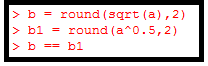 > b = round(sqrt(a),2)
> b1 = round(a^0.5,2)
> b == b1